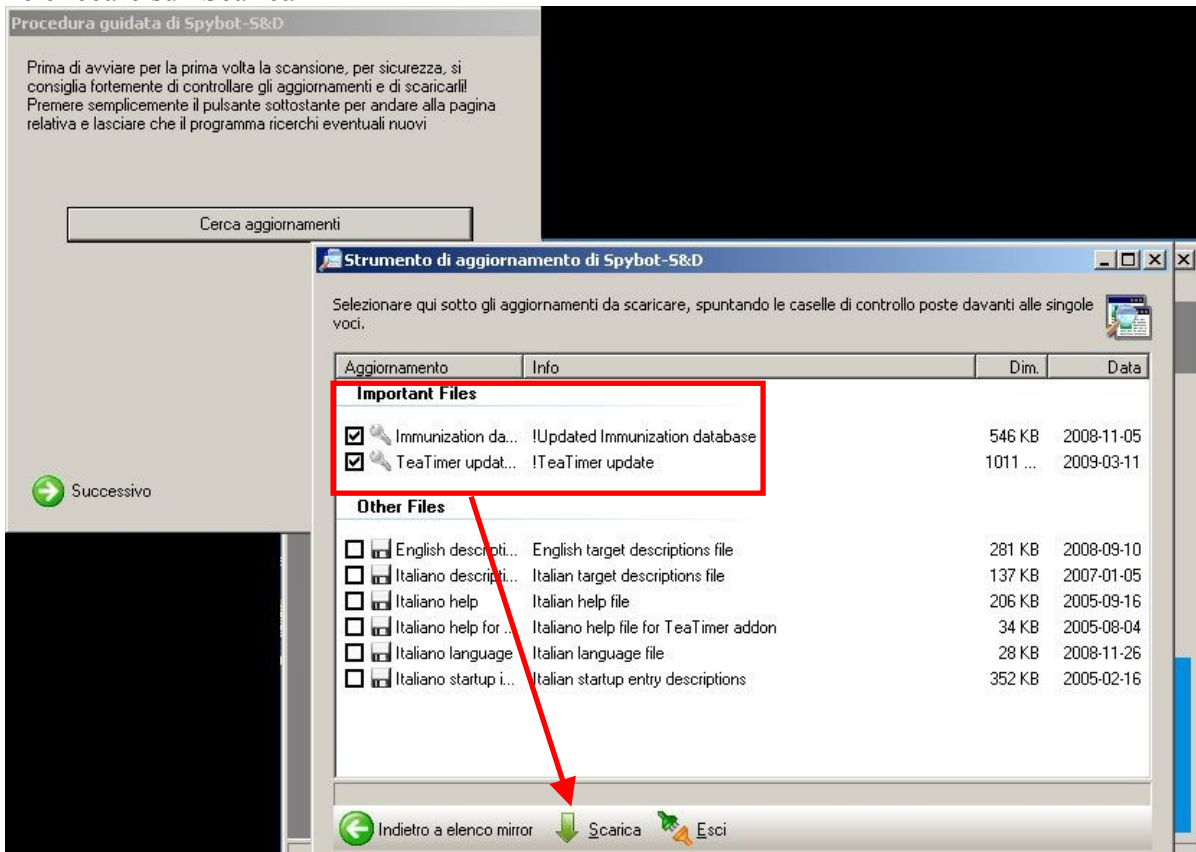 Procedura guidata di Spybot-S&D
Prima di avviare per la prima volta la scansione, per sicurezza, si
consiglia fortemente di controllare gli aggiornamenti e di scaricarli!
Premere semplicemente il pulsante sottostante per andare alla pagina
relativa e lasciare che il programma ricerchi eventuali nuovi
Cerca aggiornamenti
Successivo
Strumento di aggiornamento di Spybot-S&D
Selezionare qui sotto gli aggiornamenti da scaricare, spuntando le caselle di controllo poste davanti alle singole
voci.
Aggiornamento Info Dim. Data
Important Files
Immunization da... !Updated Immunization database 546 KB 2008-11-05
TeaTimer updat... !TeaTimer update 1011 ... 2009-03-11
Other Files
English descripti... English target descriptions file 281 KB 2008-09-10
Italiano descripti... Italian target descriptions file 137 KB 2007-01-05
Italiano help Italian help file 206 KB 2005-09-16
Italiano help for ... Italiano help file for TeaTimer addon 34 KB 2005-08-04
Italiano language Italian language file 28 KB 2008-11-26
Italiano startup i... Italian startup entry descriptions 352 KB 2005-02-16
Indietro a elenco mirror Scarica Esci